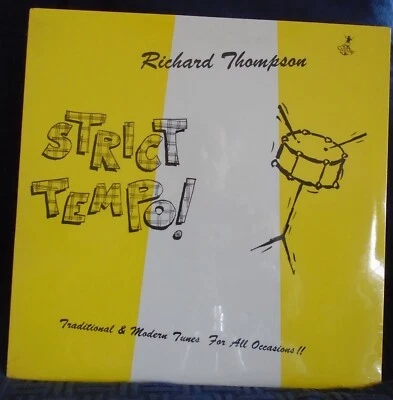 Richard Thompson
STRICT
TEMPO!
Traditional & Modern Tunes For All Occasions!!